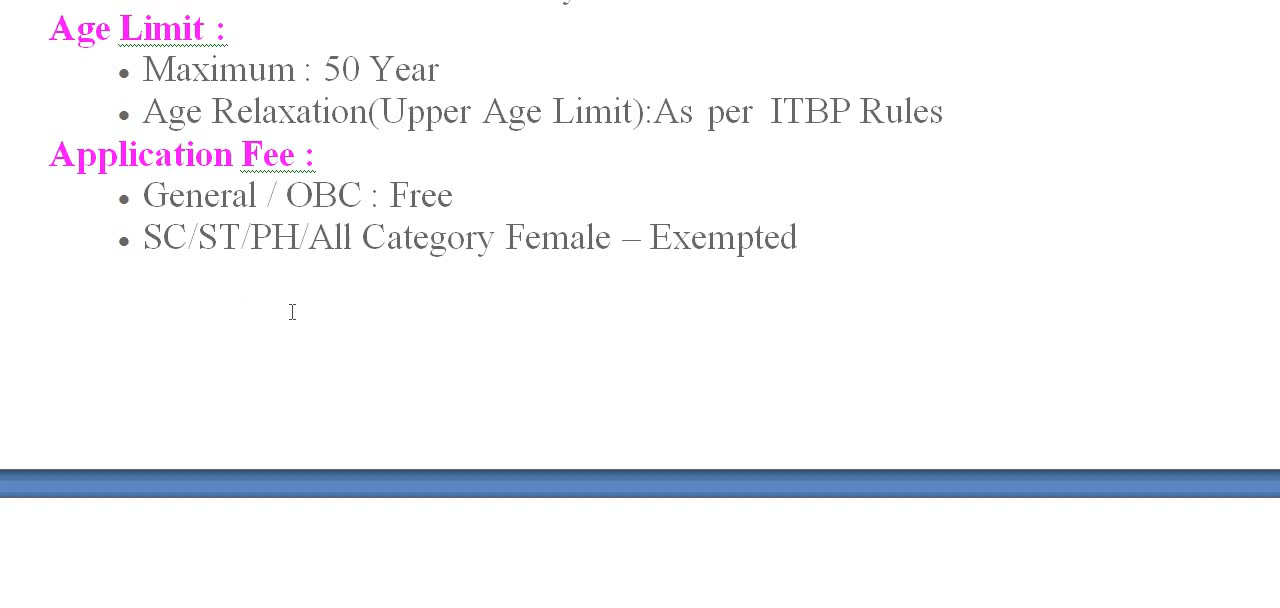 Age Limit :
• Maximum : 50 Year
• Age Relaxation(Upper Age Limit):As per ITBP Rules
Application Fee :
• General / OBC : Free
• SC/ST/PH/All Category Female – Exempted